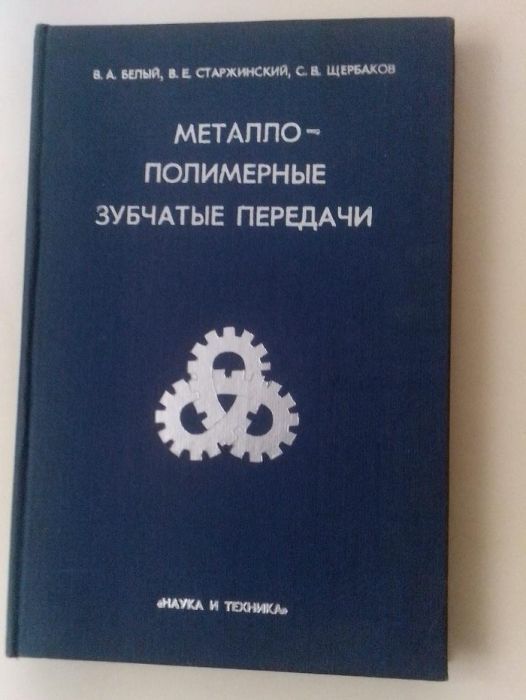 В. А. БЕЛЫЙ, В. Е. СТАРЖИНСКИЙ, С. В. ЩЕРБАКОВ
МЕТАЛЛО-
ПОЛИМЕРНЫЕ
ЗУБЧАТЫЕ ПЕРЕДАЧИ
«НАУКА И ТЕХНИКА»